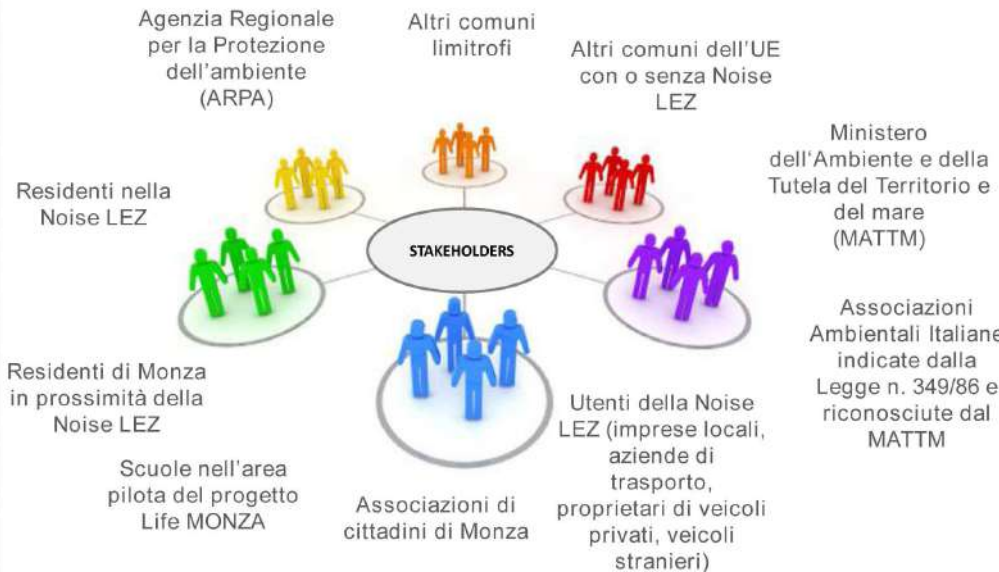 Agenzia Regionale
per la Protezione
dell'ambiente
(ARPA)
Altri comuni
limitrofi
Altri comuni dell'UE
con o senza Noise
LEZ
Ministero
dell'Ambiente e della
Tutela del Territorio e
del mare
(MATTM)
Residenti nella
Noise LEZ
STAKEHOLDERS
Associazioni
Ambientali Italiane
indicate dalla
Legge n. 349/86 e
riconosciute dal
MATTM
Residenti di Monza
in prossimità della
Noise LEZ
Utenti della Noise
LEZ (imprese locali,
aziende di
trasporto,
proprietari di veicoli
privati, veicoli
stranieri)
Scuole nell'area
pilota del progetto
Life MONZA
Associazioni di
cittadini di Monza